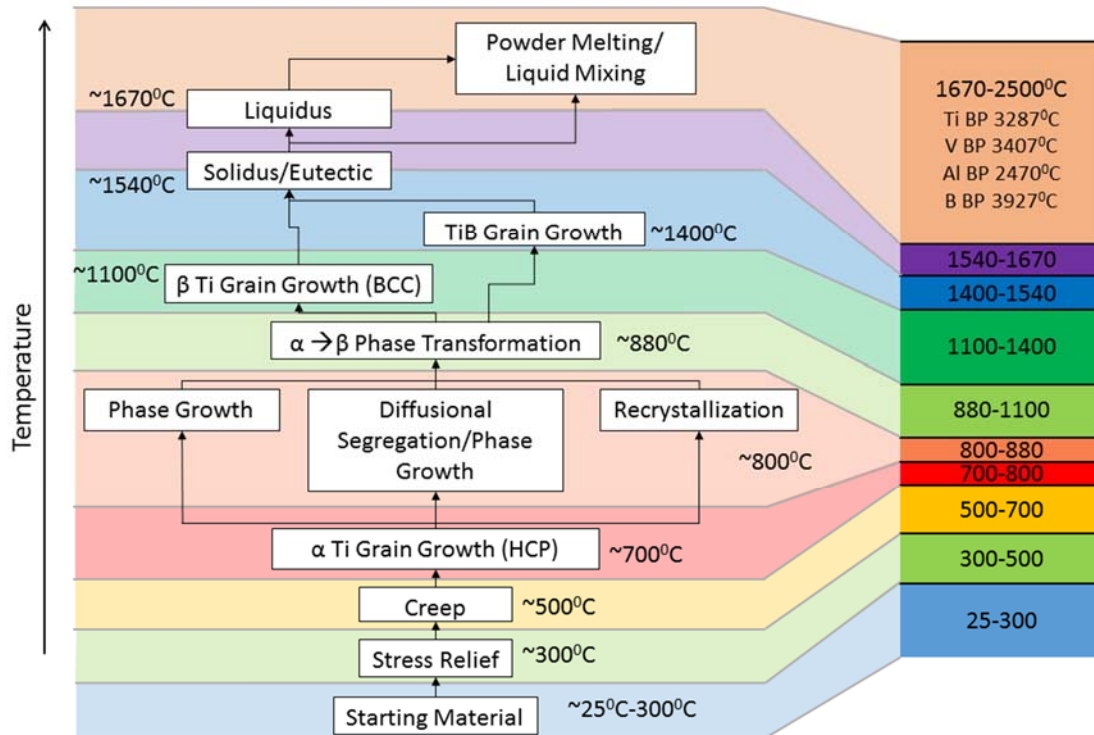 Temperature
Powder Melting/
Liquid Mixing
~1670⁰C
Liquidus
Solidus/Eutectic
~1540⁰C
TiB Grain Growth
~1400⁰C
~1100⁰C
β Ti Grain Growth (BCC)
α → β Phase Transformation
~880⁰C
Phase Growth
Diffusional
Segregation/Phase
Growth
Recrystallization
~800⁰C
α Ti Grain Growth (HCP)
~700⁰C
Creep
~500⁰C
Stress Relief
~300⁰C
Starting Material
~25⁰C-300⁰C
1670-2500⁰C
Ti BP 3287⁰C
V BP 3407⁰C
Al BP 2470⁰C
B BP 3927⁰C
1540-1670
1400-1540
1100-1400
880-1100
800-880
700-800
500-700
300-500
25-300